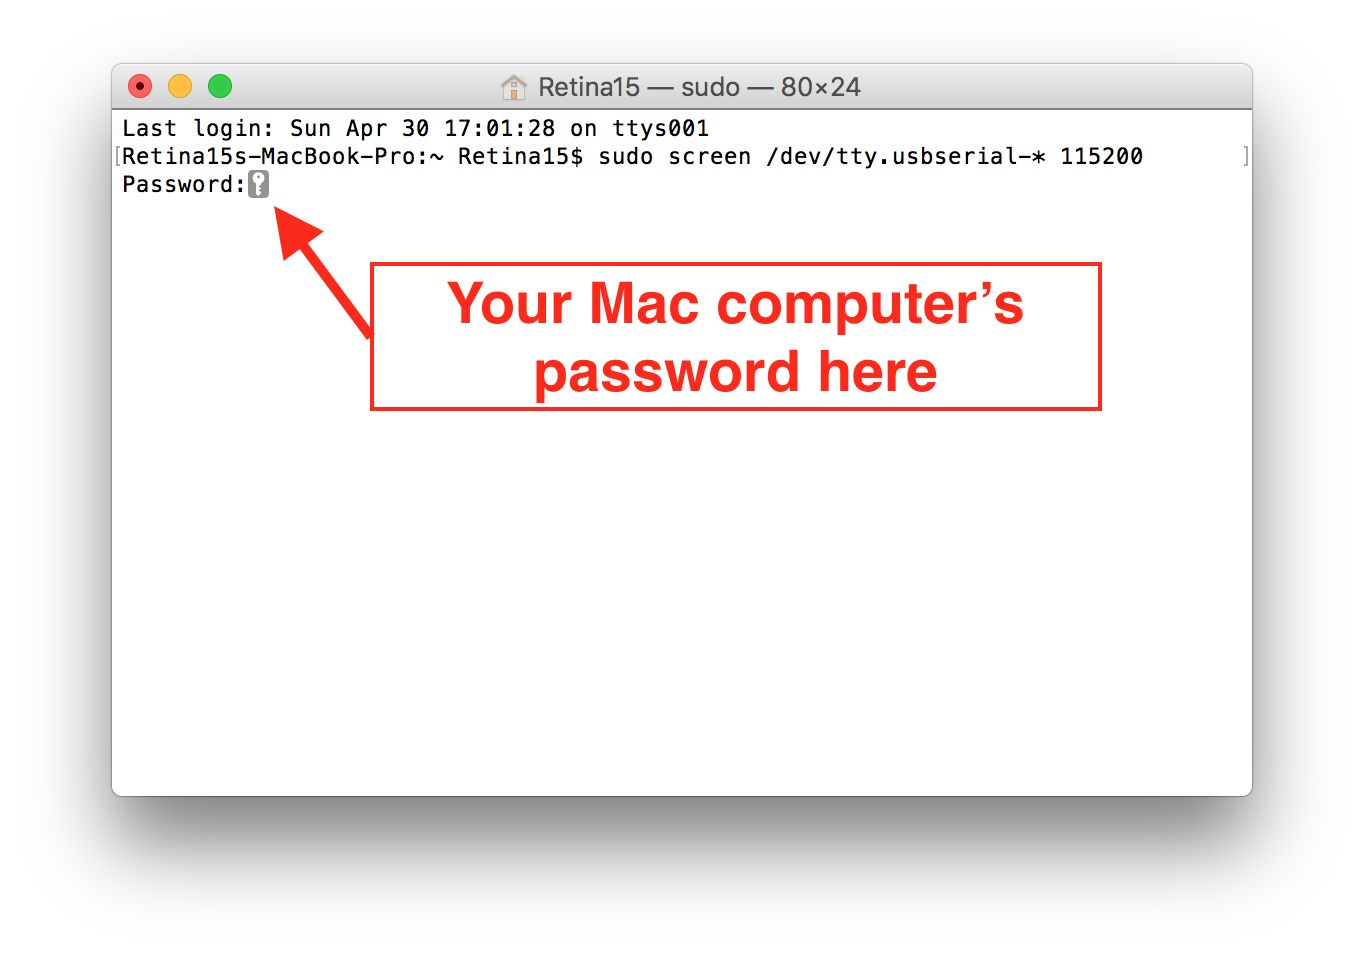 Retina15 — sudo — 80×24
Last login: Sun Apr 30 17:01:28 on ttys001
[Retina15s-MacBook-Pro:~ Retina15$ sudo screen /dev/tty.usbserial-* 115200 ]
Password:
Your Mac computer’s
password here